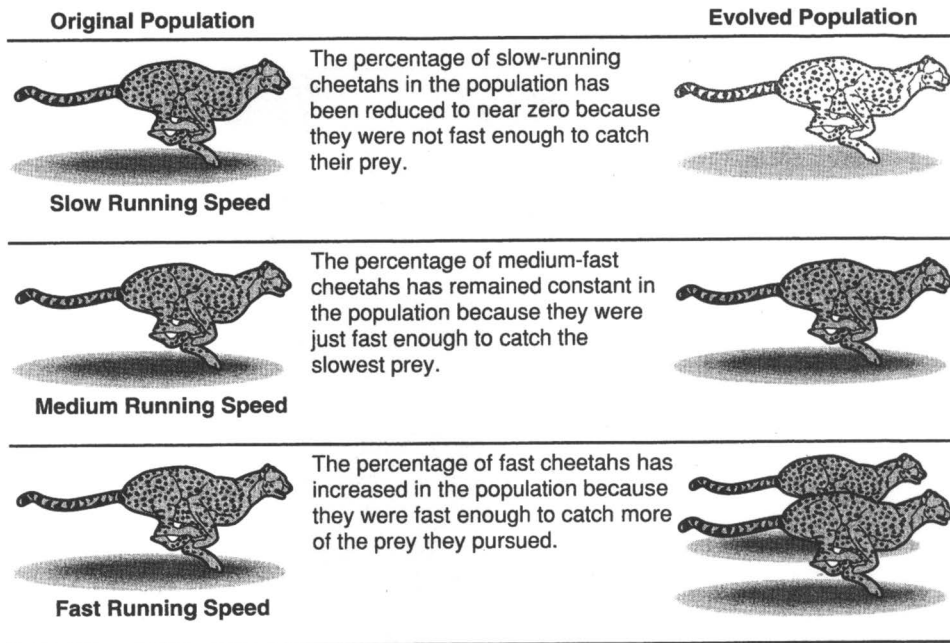 Original Population
Evolved Population
The percentage of slow-running
cheetahs in the population has
been reduced to near zero because
they were not fast enough to catch
their prey.
Slow Running Speed
The percentage of medium-fast
cheetahs has remained constant in
the population because they were
just fast enough to catch the
slowest prey.
Medium Running Speed
The percentage of fast cheetahs has
increased in the population because
they were fast enough to catch more
of the prey they pursued.
Fast Running Speed